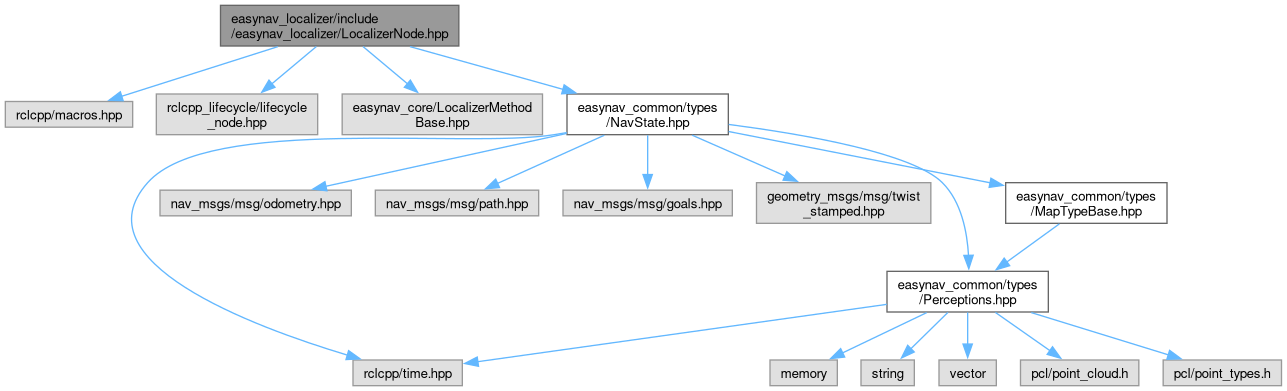 easynav_localizer/include
/easynav_localizer/LocalizerNode.hpp
rclcpp/macros.hpp
rclcpp_lifecycle/lifecycle
_node.hpp
easynav_core/LocalizerMethod
Base.hpp
easynav_common/types
/NavState.hpp
nav_msgs/msg/odometry.hpp
nav_msgs/msg/path.hpp
nav_msgs/msg/goals.hpp
geometry_msgs/msg/twist
_stamped.hpp
easynav_common/types
/MapTypeBase.hpp
easynav_common/types
/Perceptions.hpp
rclcpp/time.hpp
memory
string
vector
pcl/point_cloud.h
pcl/point_types.h